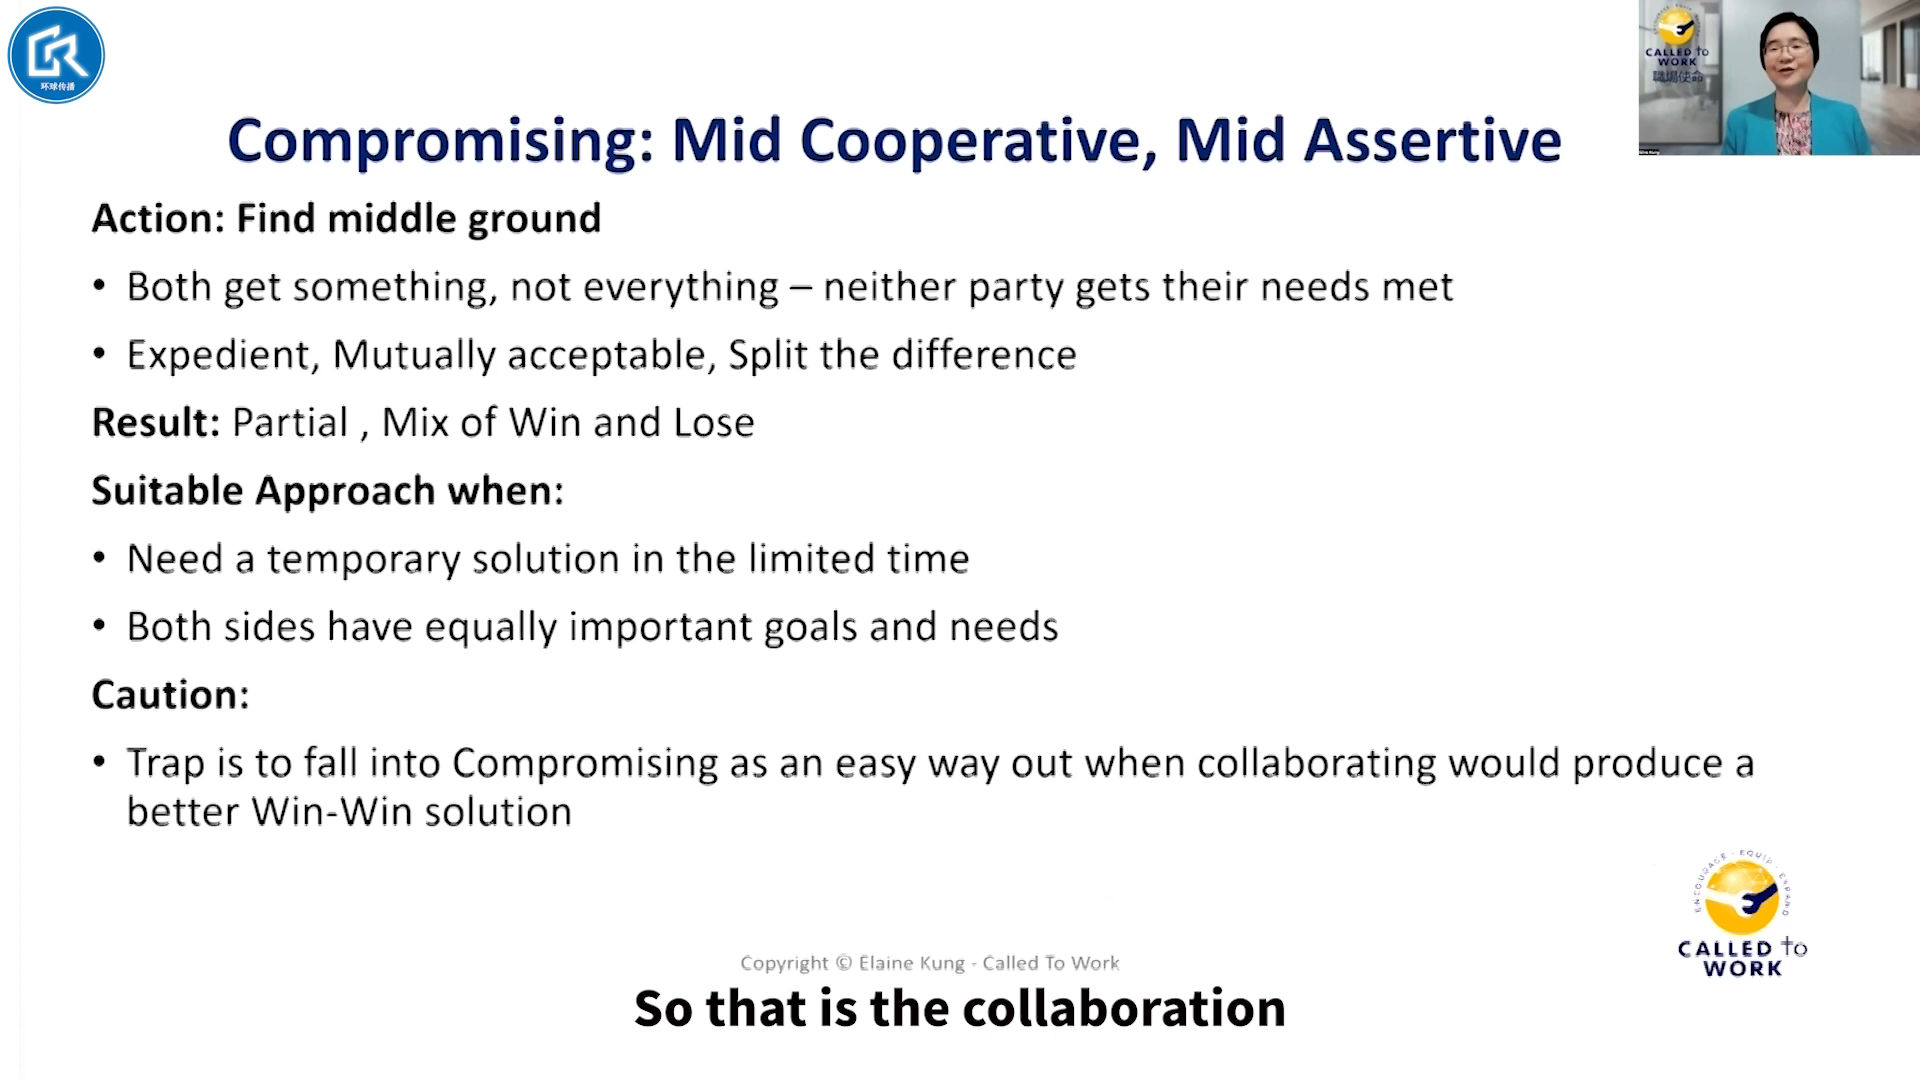 环球传播
CALLED to
WORK
職場使命
Compromising: Mid Cooperative, Mid Assertive
Action: Find middle ground
• Both get something, not everything – neither party gets their needs met
• Expedient, Mutually acceptable, Split the difference
Result: Partial , Mix of Win and Lose
Suitable Approach when:
• Need a temporary solution in the limited time
• Both sides have equally important goals and needs
Caution:
• Trap is to fall into Compromising as an easy way out when collaborating would produce a
better Win-Win solution
ENCOURAGE · EQUIP · EXPAND
CALLED to
WORK
Copyright © Elaine Kung - Called To Work
So that is the collaboration